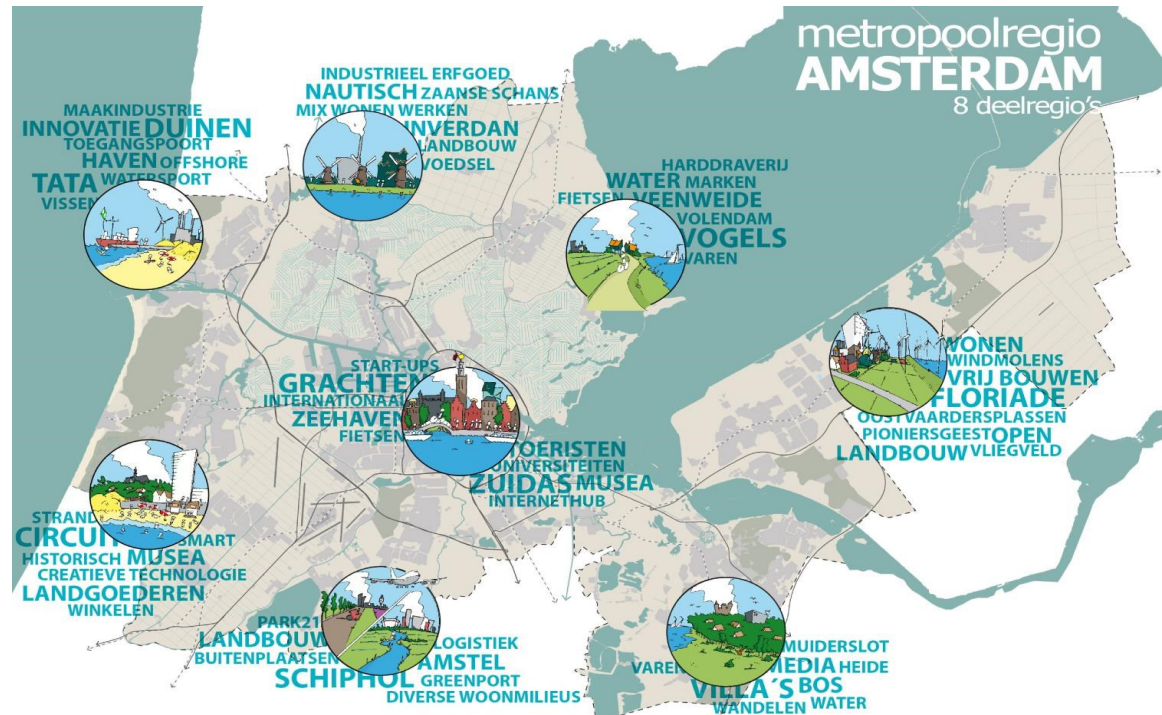 metropoolregio
AMSTERDAM
8 deelregio's
MAAKINDUSTRIE
INNOVATIE DUINEN
TOEGANGSPOORT
HAVEN OFFSHORE
TATA WATERSPORT
VISSEN
INDUSTRIEEL ERFGOED
NAUTISCH ZAANSE SCHANS
MIX WONEN WERKEN
INVERDAN
LANDBOUW
VOEDSEL
HARDDRAVERIJ
WATER MARKEN
FIETSEN VEENWEIDE
VOLENDAM
VOGELS
VAREN
START-UPS
GRACHTEN
INTERNATIONAAL
ZEEHAVEN
FIETSEN
TOERISTEN
UNIVERSITEITEN
ZUIDAS MUSEA
INTERNETHUB
WONEN
WINDMOLENS
VRIJ BOUWEN
FLORIADE
OOSTVAARDERSPLASSEN
PIONIERSGEEST OPEN
LANDBOUW VLIEGVELD
STRAND
CIRCUIT SMART
HISTORISCH MUSEA
CREATIEVE TECHNOLOGIE
LANDGOEDEREN
WINKELEN
PARK21
LANDBOUW LOGISTIEK
BUITENPLAATSEN AMSTEL
SCHIPHOL GREENPORT
DIVERSE WOONMILIEUS
MUIDERSLOT
VAREN MEDIA HEIDE
VILLA´S BOS
WANDELEN WATER